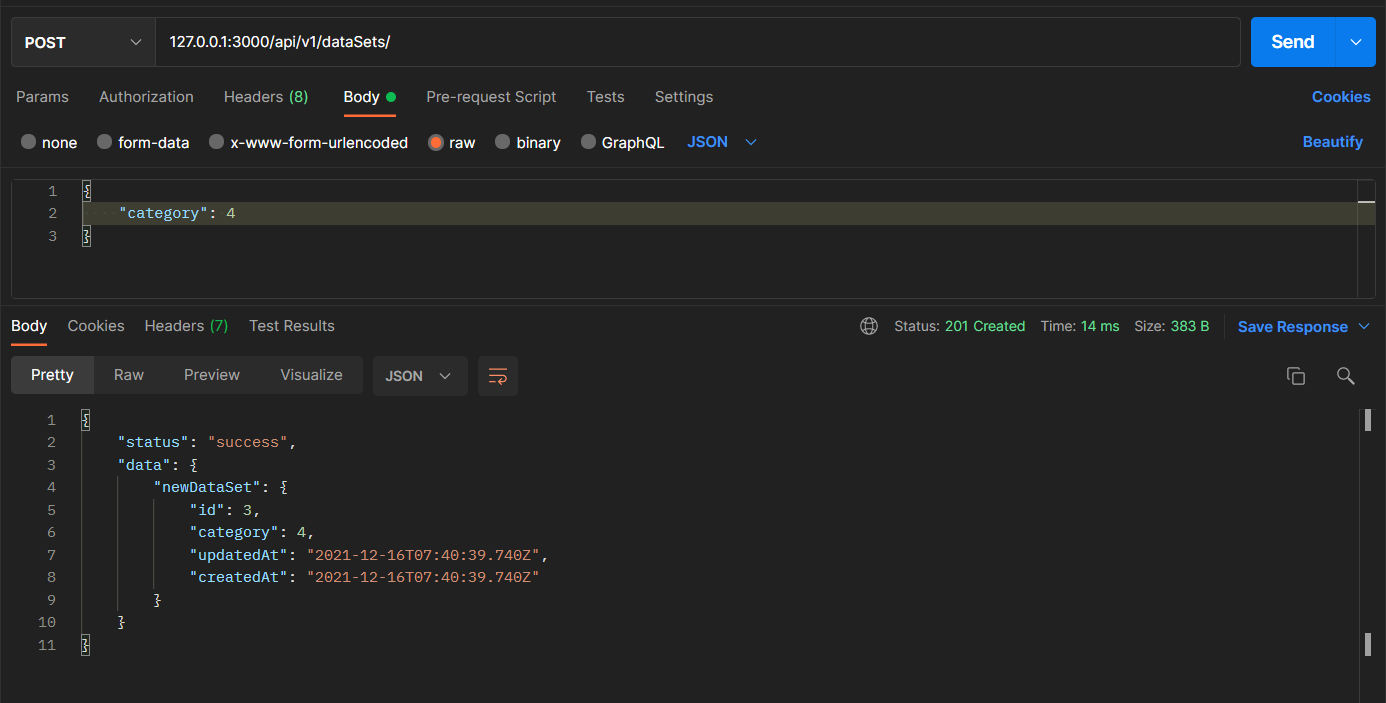 POST 127.0.0.1:3000/api/v1/dataSets/ Send
Params Authorization Headers (8) Body Pre-request Script Tests Settings Cookies
none form-data x-www-form-urlencoded raw binary GraphQL JSON Beautify
1 {
2 "category": 4
3 }
Body Cookies Headers (7) Test Results Status: 201 Created Time: 14 ms Size: 383 B Save Response
Pretty Raw Preview Visualize JSON
1 {
2 "status": "success",
3 "data": {
4 "newDataSet": {
5 "id": 3,
6 "category": 4,
7 "updatedAt": "2021-12-16T07:40:39.740Z",
8 "createdAt": "2021-12-16T07:40:39.740Z"
9 }
10 }
11 }